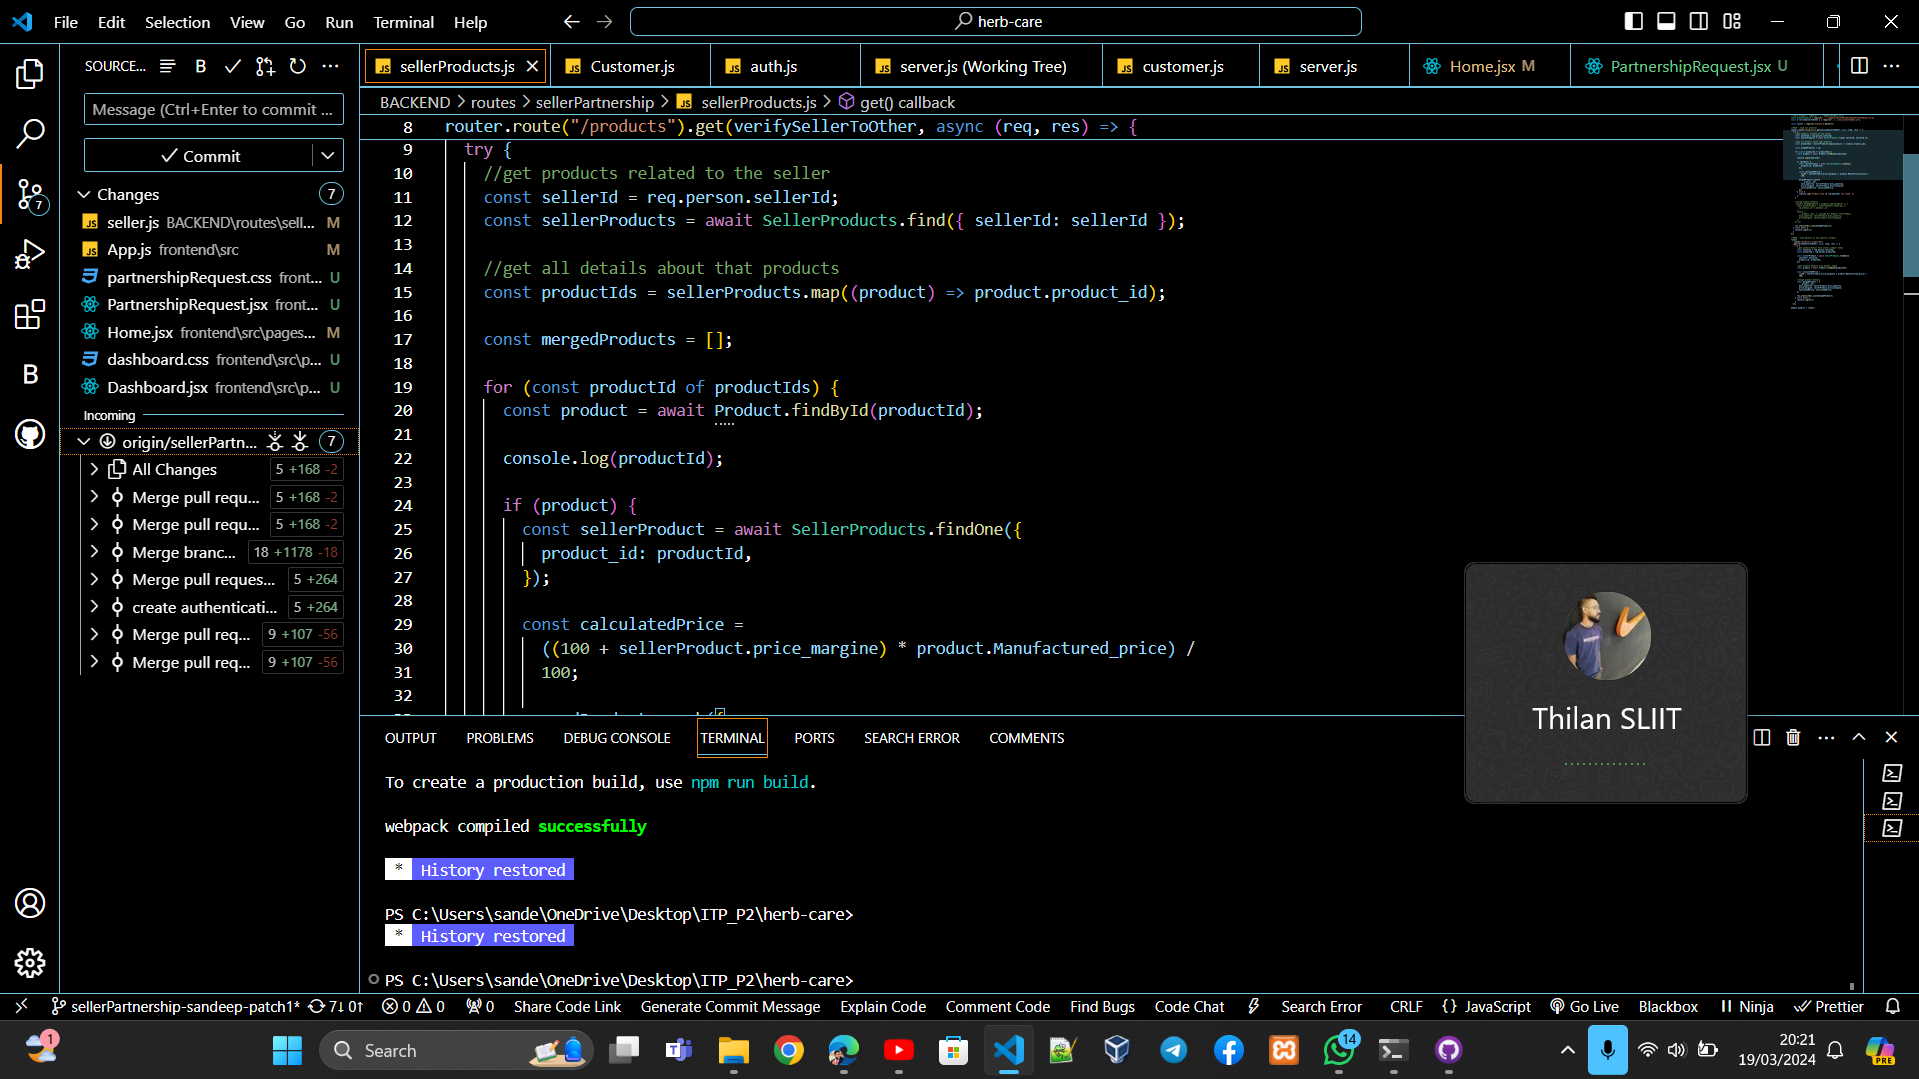 File Edit Selection View Go Run Terminal Help
herb-care
SOURCE...
B
sellerProducts.js
Customer.js
auth.js
server.js (Working Tree)
customer.js
server.js
Home.jsx M
PartnershipRequest.jsx U
BACKEND > routes > sellerPartnership > sellerProducts.js > get() callback
Message (Ctrl+Enter to commit ...
Commit
Changes 7
seller.js BACKEND\routes\sell... M
App.js frontend\src M
partnershipRequest.css front... U
PartnershipRequest.jsx front... U
Home.jsx frontend\src\pages... M
dashboard.css frontend\src\p... U
Dashboard.jsx frontend\src\p... U
Incoming
origin/sellerPartn... 7
All Changes 5 +168 -2
Merge pull requ... 5 +168 -2
Merge pull requ... 5 +168 -2
Merge branc... 18 +1178 -18
Merge pull reques... 5 +264
create authenticati... 5 +264
Merge pull req... 9 +107 -56
Merge pull req... 9 +107 -56
7
B
8 router.route("/products").get(verifySellerToOther, async (req, res) => {
9 try {
10 //get products related to the seller
11 const sellerId = req.person.sellerId;
12 const sellerProducts = await SellerProducts.find({ sellerId: sellerId });
13
14 //get all details about that products
15 const productIds = sellerProducts.map((product) => product.product_id);
16
17 const mergedProducts = [];
18
19 for (const productId of productIds) {
20 const product = await Product.findById(productId);
21
22 console.log(productId);
23
24 if (product) {
25 const sellerProduct = await SellerProducts.findOne({
26 product_id: productId,
27 });
28
29 const calculatedPrice =
30 ((100 + sellerProduct.price_margine) * product.Manufactured_price) /
31 100;
32
Thilan SLIIT
OUTPUT PROBLEMS DEBUG CONSOLE TERMINAL PORTS SEARCH ERROR COMMENTS
To create a production build, use npm run build.
webpack compiled successfully
* History restored
PS C:\Users\sande\OneDrive\Desktop\ITP_P2\herb-care>
* History restored
PS C:\Users\sande\OneDrive\Desktop\ITP_P2\herb-care>
sellerPartnership-sandeep-patch1* 7↓ 0↑ 0 0 0 Share Code Link Generate Commit Message Explain Code Comment Code Find Bugs Code Chat Search Error CRLF {} JavaScript Go Live Blackbox Ninja Prettier
1
Search
14
20:21
19/03/2024
PRE